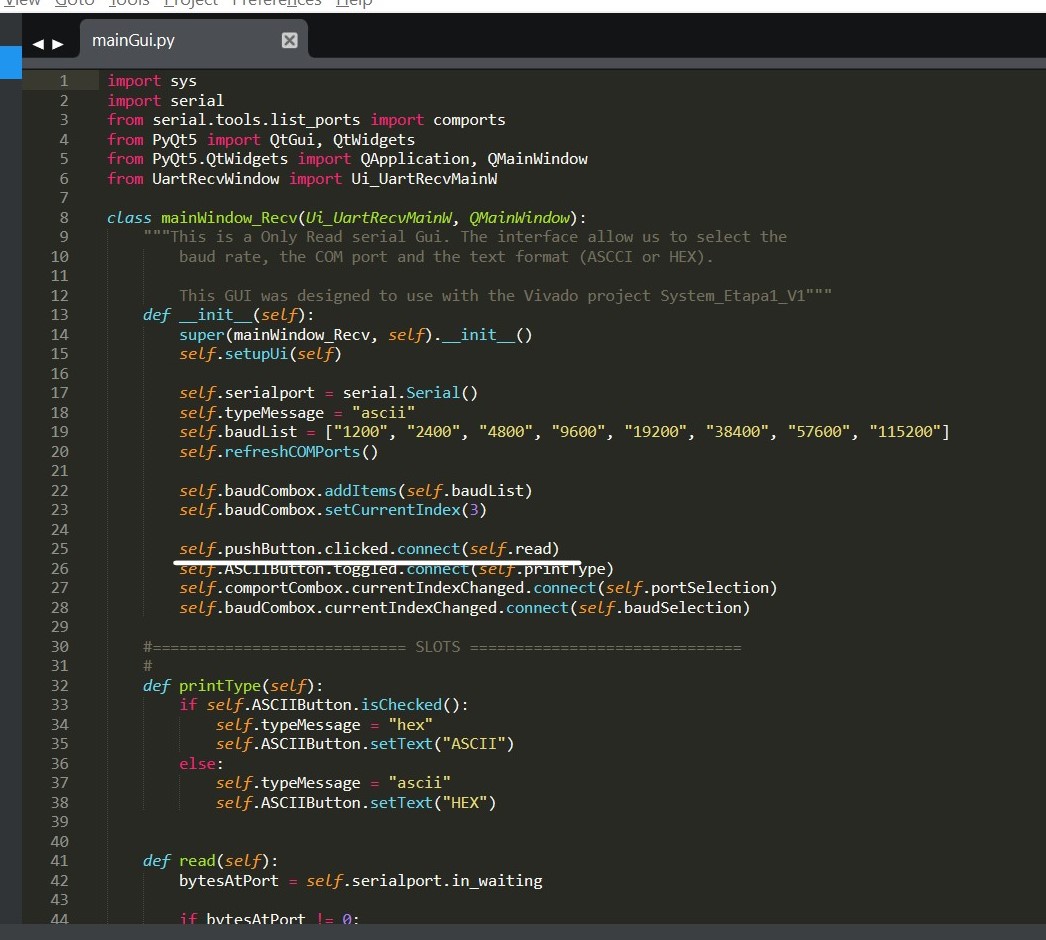 View Goto Tools Project Preferences Help
mainGui.py
1 import sys
2 import serial
3 from serial.tools.list_ports import comports
4 from PyQt5 import QtGui, QtWidgets
5 from PyQt5.QtWidgets import QApplication, QMainWindow
6 from UartRecvWindow import Ui_UartRecvMainW
7
8 class mainWindow_Recv(Ui_UartRecvMainW, QMainWindow):
9     """This is a Only Read serial Gui. The interface allow us to select the
10         baud rate, the COM port and the text format (ASCCI or HEX).
11
12         This GUI was designed to use with the Vivado project System_Etapa1_V1"""
13     def __init__(self):
14         super(mainWindow_Recv, self).__init__()
15         self.setupUi(self)
16
17         self.serialport = serial.Serial()
18         self.typeMessage = "ascii"
19         self.baudList = ["1200", "2400", "4800", "9600", "19200", "38400", "57600", "115200"]
20         self.refreshCOMPorts()
21
22         self.baudCombox.addItems(self.baudList)
23         self.baudCombox.setCurrentIndex(3)
24
25         self.pushButton.clicked.connect(self.read)
26         self.ASCIIButton.toggled.connect(self.printType)
27         self.comportCombox.currentIndexChanged.connect(self.portSelection)
28         self.baudCombox.currentIndexChanged.connect(self.baudSelection)
29
30     #============================ SLOTS ==============================
31     #
32     def printType(self):
33         if self.ASCIIButton.isChecked():
34             self.typeMessage = "hex"
35             self.ASCIIButton.setText("ASCII")
36         else:
37             self.typeMessage = "ascii"
38             self.ASCIIButton.setText("HEX")
39
40
41     def read(self):
42         bytesAtPort = self.serialport.in_waiting
43
44         if bytesAtPort != 0: